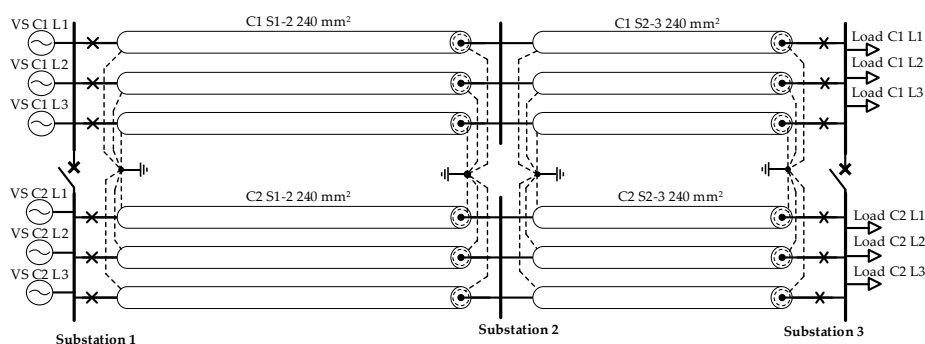 VS C1 L1
C1 S1-2 240 mm²
C1 S2-3 240 mm²
Load C1 L1
VS C1 L2
Load C1 L2
VS C1 L3
Load C1 L3
VS C2 L1
C2 S1-2 240 mm²
C2 S2-3 240 mm²
Load C2 L1
VS C2 L2
Load C2 L2
VS C2 L3
Load C2 L3
Substation 1
Substation 2
Substation 3